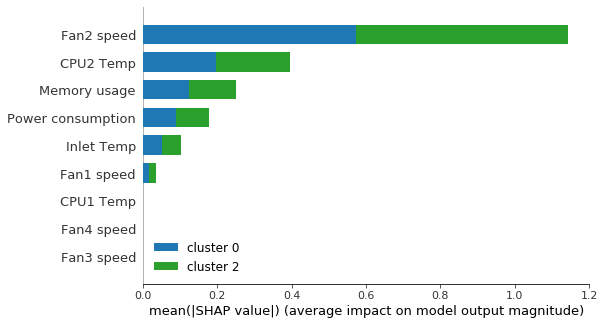 Fan2 speed
CPU2 Temp
Memory usage
Power consumption
Inlet Temp
Fan1 speed
CPU1 Temp
Fan4 speed
Fan3 speed
cluster 0
cluster 2
0.0 0.2 0.4 0.6 0.8 1.0 1.2
mean(|SHAP value|) (average impact on model output magnitude)